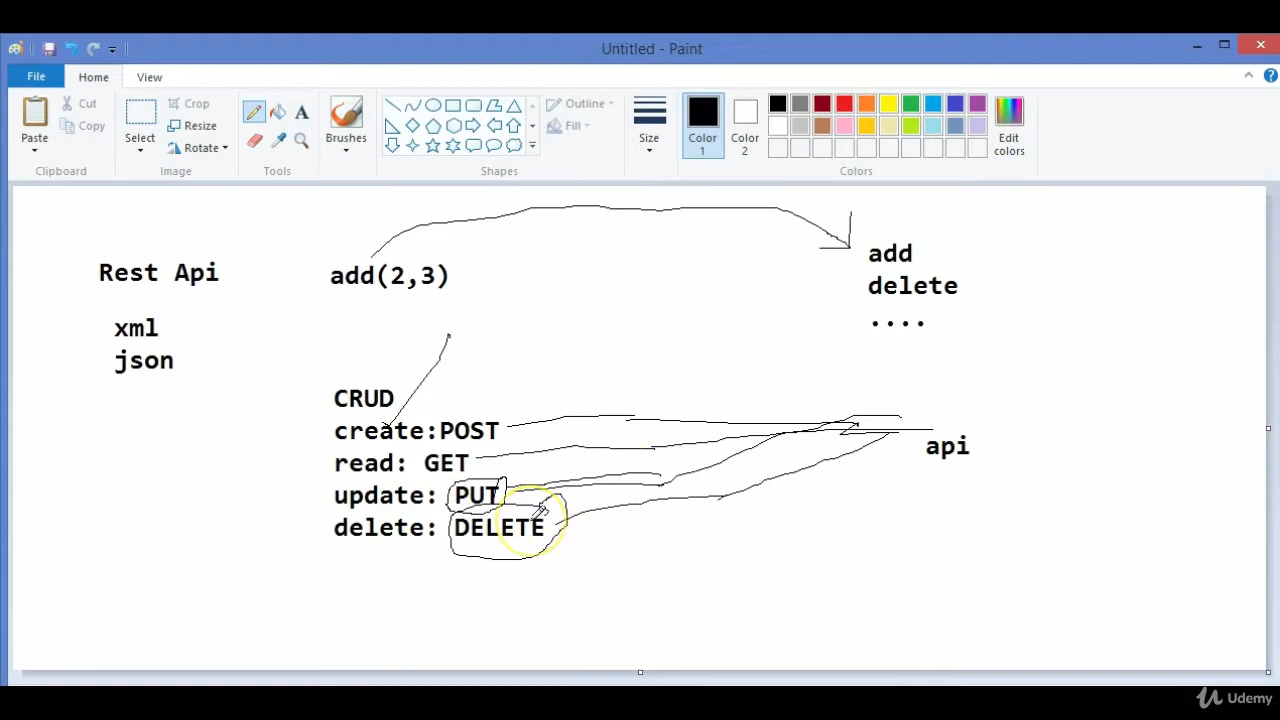 Untitled - Paint
File Home View
Paste
Cut
Copy
Clipboard
Select
Crop
Resize
Rotate
Image
A
Tools
Brushes
Outline
Fill
Shapes
Size
Color 1
Color 2
Edit colors
Colors
Rest Api
xml
json
add(2,3)
add
delete
....
CRUD
create:POST
read: GET
update: PUT
delete: DELETE
api
Udemy